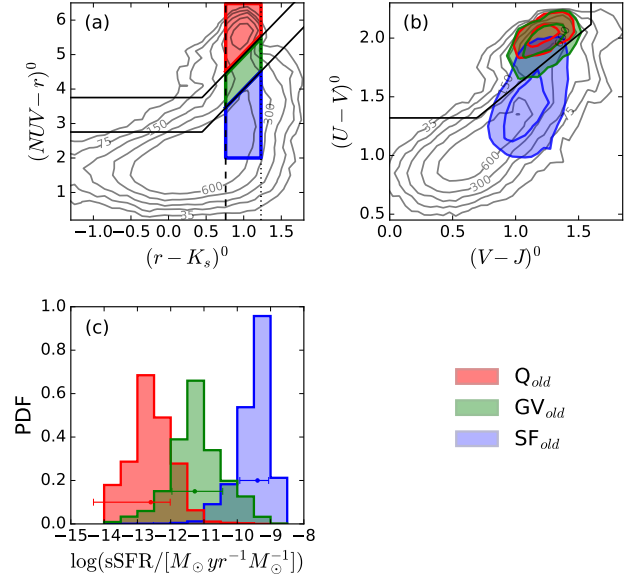 (a)
6
5
4
3
2
1
(NUV−r)⁰
75
150
300
600
35
−1.0 −0.5 0.0 0.5 1.0 1.5
(r−Kₛ)⁰
(b)
2.0
1.5
1.0
0.5
(U−V)⁰
35
75
300
600
0.0 0.5 1.0 1.5
(V−J)⁰
(c)
1.0
0.8
0.6
0.4
0.2
0.0
PDF
−15 −14 −13 −12 −11 −10 −9 −8
log(sSFR/[M⊙ yr⁻¹ M⊙⁻¹])
Q_old
GV_old
SF_old